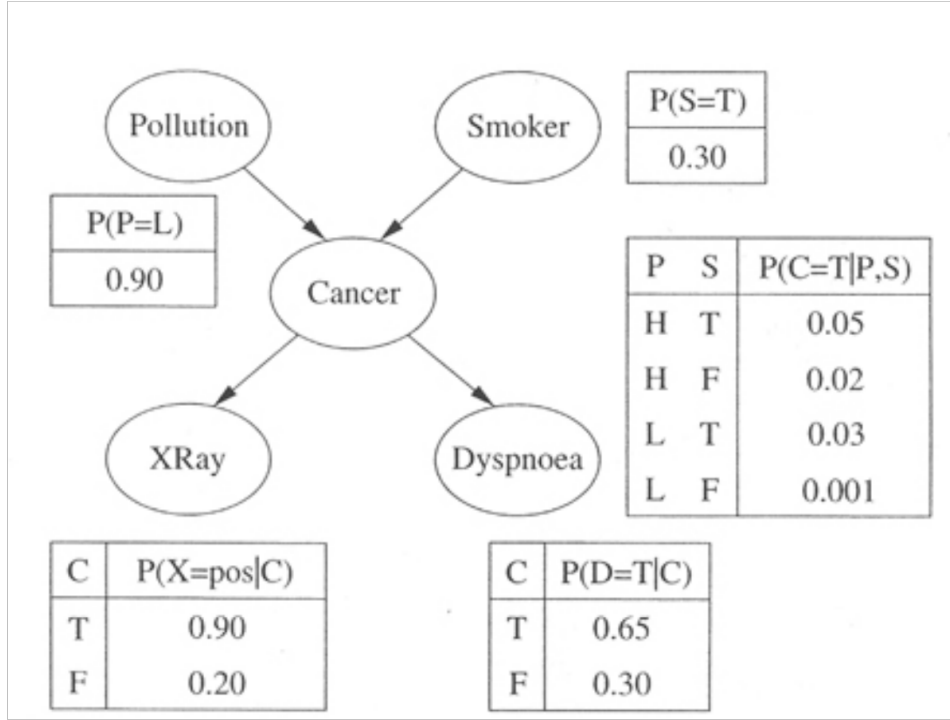 Pollution
Smoker
P(S=T)
0.30
P(P=L)
0.90
Cancer
P S P(C=T|P,S)
H T 0.05
H F 0.02
L T 0.03
L F 0.001
XRay
Dyspnoea
C P(X=pos|C)
T 0.90
F 0.20
C P(D=T|C)
T 0.65
F 0.30